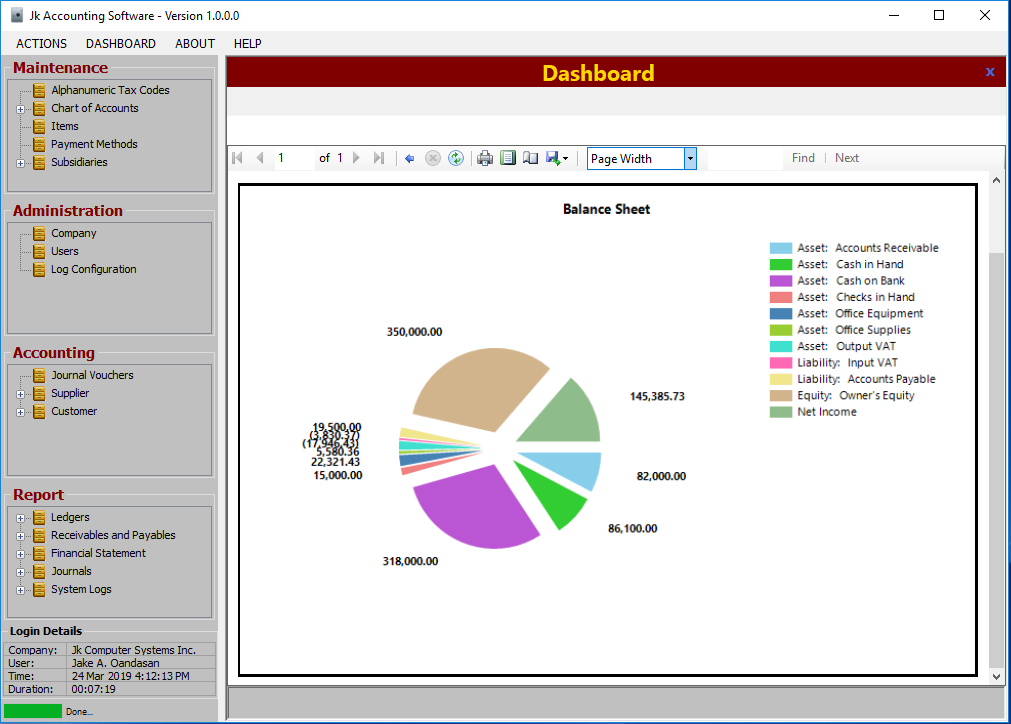 Jk Accounting Software - Version 1.0.0.0
ACTIONS DASHBOARD ABOUT HELP
Maintenance
Alphanumeric Tax Codes
Chart of Accounts
Items
Payment Methods
Subsidiaries
Administration
Company
Users
Log Configuration
Accounting
Journal Vouchers
Supplier
Customer
Report
Ledgers
Receivables and Payables
Financial Statement
Journals
System Logs
Login Details
Company: Jk Computer Systems Inc.
User: Jake A. Oandasan
Time: 24 Mar 2019 4:12:13 PM
Duration: 00:07:19
Done...
Dashboard x
1 of 1 Page Width Find Next
Balance Sheet
Asset: Accounts Receivable
Asset: Cash in Hand
Asset: Cash on Bank
Asset: Checks in Hand
Asset: Office Equipment
Asset: Office Supplies
Asset: Output VAT
Liability: Input VAT
Liability: Accounts Payable
Equity: Owner's Equity
Net Income
350,000.00
145,385.73
19,500.00
(3,830.37)
(17,946.43)
5,580.36
22,321.43
15,000.00
82,000.00
86,100.00
318,000.00